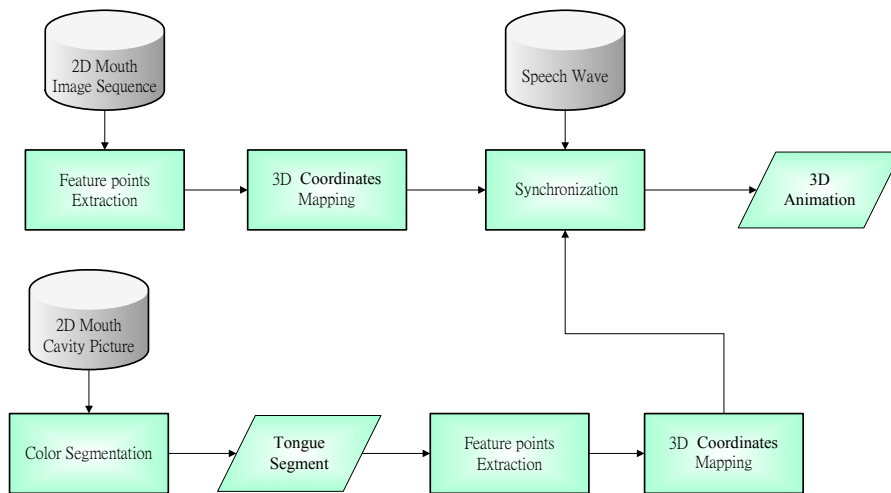 2D Mouth
Image Sequence
Speech Wave
Feature points
Extraction
3D Coordinates
Mapping
Synchronization
3D
Animation
2D Mouth
Cavity Picture
Color Segmentation
Tongue
Segment
Feature points
Extraction
3D Coordinates
Mapping